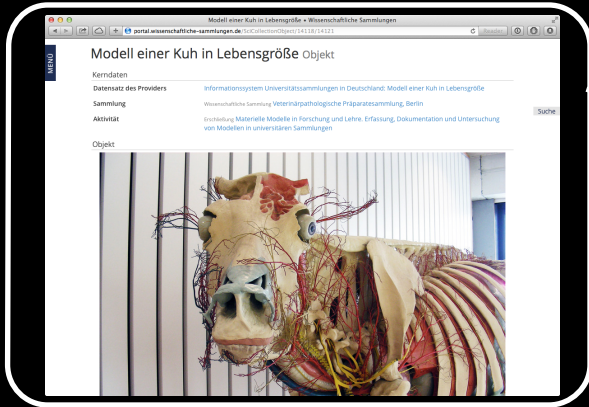 Modell einer Kuh in Lebensgröße • Wissenschaftliche Sammlungen
portal.wissenschaftliche-sammlungen.de/SciCollectionObject/14118/14121
Reader
MENÜ
Modell einer Kuh in Lebensgröße Objekt
Kerndaten
Datensatz des Providers Informationssystem Universitätssammlungen in Deutschland: Modell einer Kuh in Lebensgröße
Sammlung Wissenschaftliche Sammlung Veterinärpathologische Präparatesammlung, Berlin
Suche
Aktivität Erschließung Materielle Modelle in Forschung und Lehre. Erfassung, Dokumentation und Untersuchung
von Modellen in universitären Sammlungen
Objekt